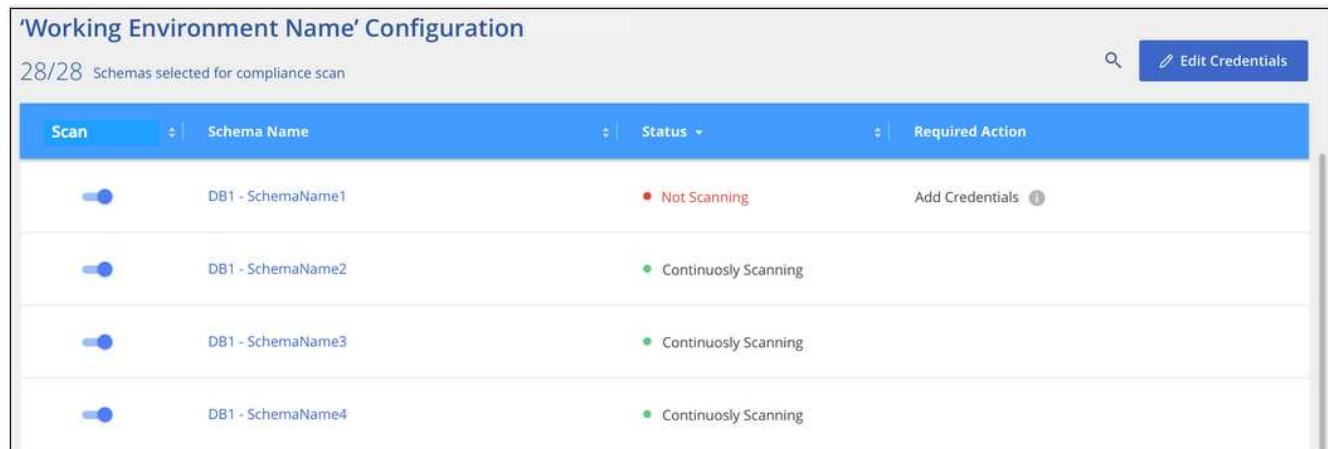 ‘Working Environment Name’ Configuration
28/28 Schemas selected for compliance scan
Edit Credentials
Scan Schema Name Status Required Action
DB1 - SchemaName1 Not Scanning Add Credentials
DB1 - SchemaName2 Continuosly Scanning
DB1 - SchemaName3 Continuosly Scanning
DB1 - SchemaName4 Continuosly Scanning